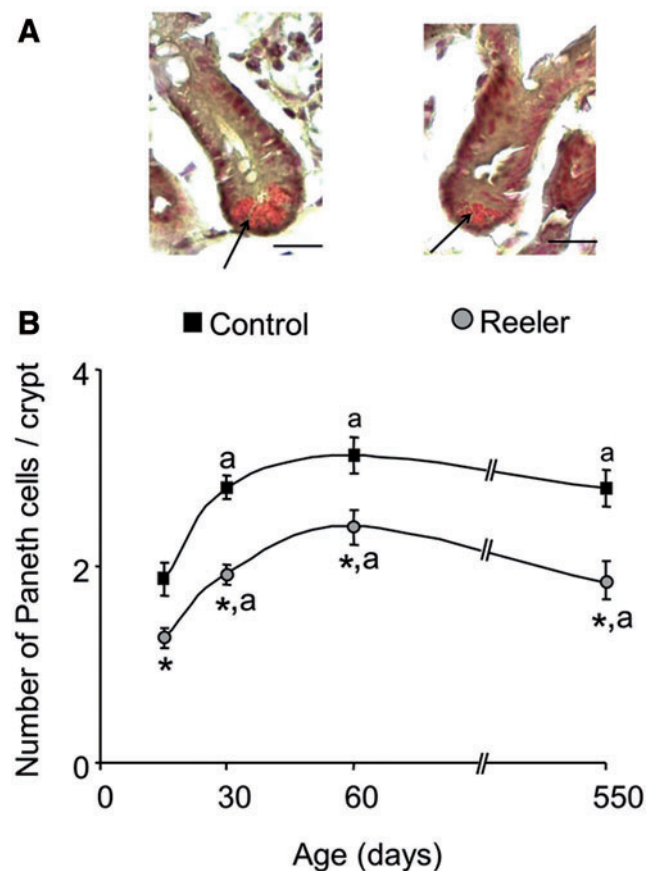 A
B
Control
Reeler
4
2
0
Number of Paneth cells / crypt
a
a
a
*
*,a
*,a
*,a
0
30
60
550
Age (days)